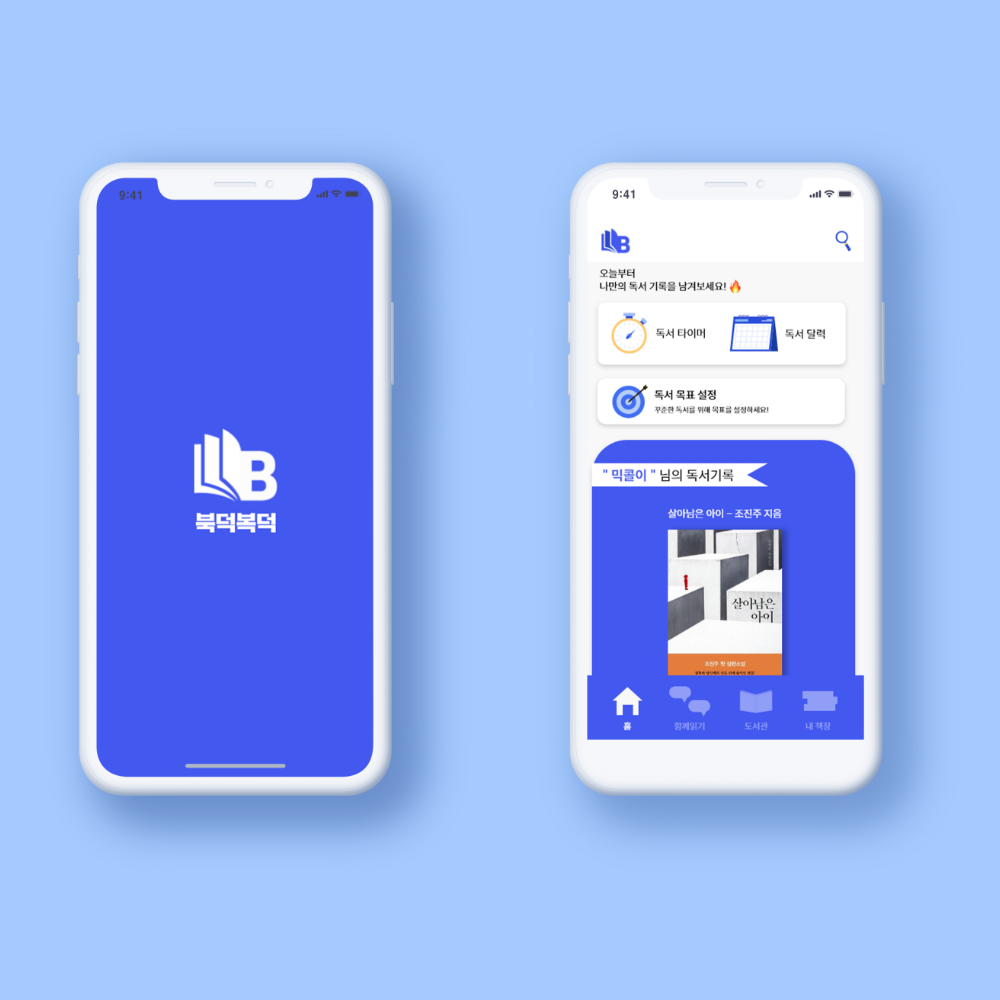 9:41
B
북덕복덕
9:41
B
오늘부터
나만의 독서 기록을 남겨보세요! 🔥
독서 타이머
독서 달력
독서 목표 설정
꾸준한 독서를 위해 목표를 설정하세요!
" 믹콜이 " 님의 독서기록
살아남은 아이 – 조진주 지음
살아남은
아이
조진주 첫 장편소설
홈
함께읽기
도서관
내 책장